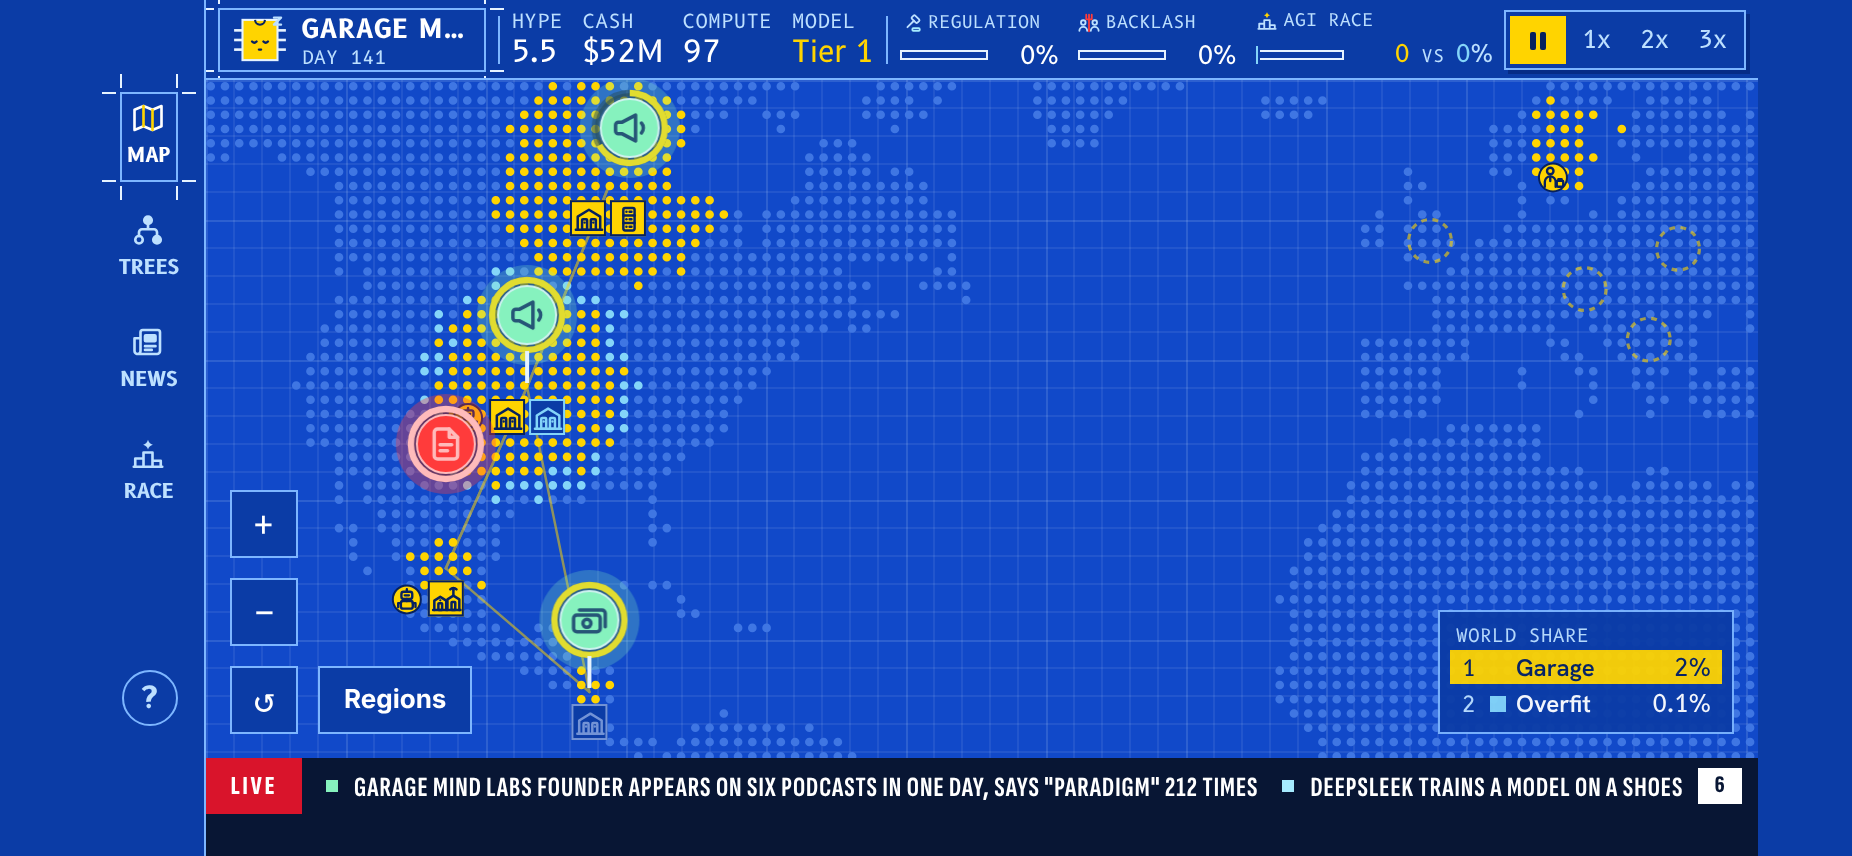 GARAGE M...
DAY 141
HYPE
5.5
CASH
$52M
COMPUTE
97
MODEL
Tier 1
REGULATION
0%
BACKLASH
0%
AGI RACE
0 VS 0%
1x
2x
3x
MAP
TREES
NEWS
RACE
?
+
−
↺
Regions
WORLD SHARE
1 Garage 2%
2 Overfit 0.1%
LIVE
GARAGE MIND LABS FOUNDER APPEARS ON SIX PODCASTS IN ONE DAY, SAYS "PARADIGM" 212 TIMES
DEEPSLEEK TRAINS A MODEL ON A SHOES
6